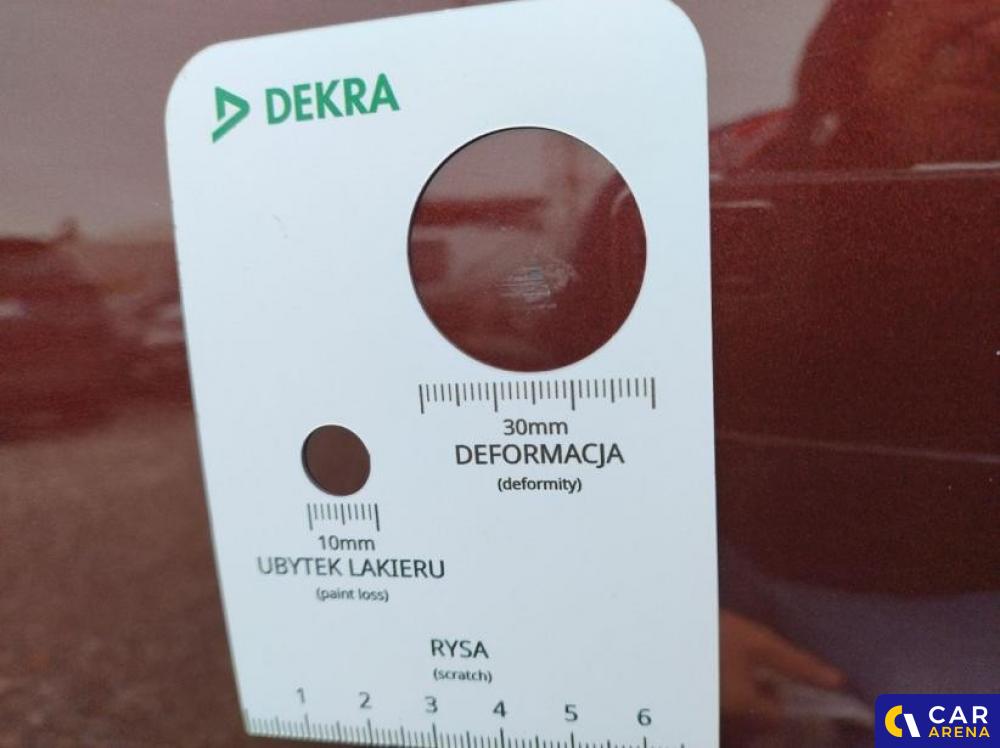 DEKRA
30mm
DEFORMACJA
(deformity)
10mm
UBYTEK LAKIERU
(paint loss)
RYSA
(scratch)
1 2 3 4 5 6
CAR
ARENA